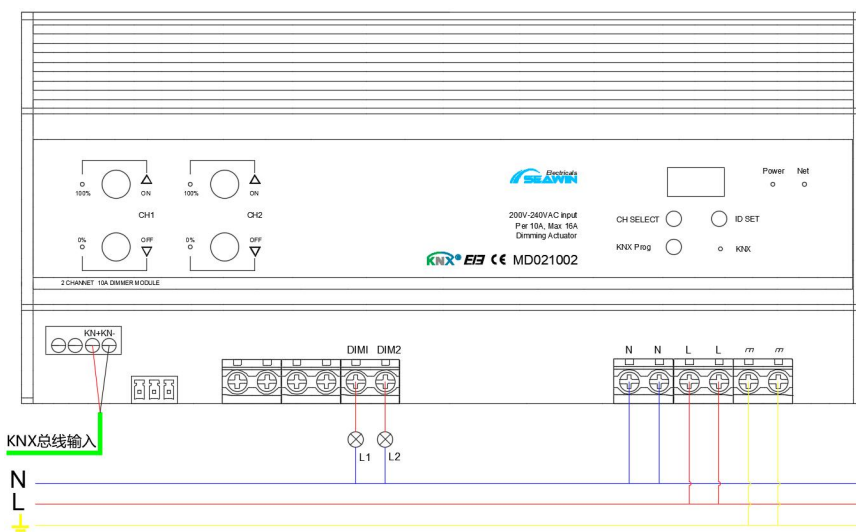 100%
ON
100%
ON
CH1
CH2
0%
OFF
0%
OFF
2 CHANNET 10A DIMMER MODULE
Electricals
SEAWIN
200V-240VAC input
Per 10A, Max 16A
Dimming Actuator
KNX® EIB CE MD021002
Power Net
CH SELECT ID SET
KNX Prog KNX
KN+KN-
DIMI DIM2
N N L L
L1 L2
KNX总线输入
N
L